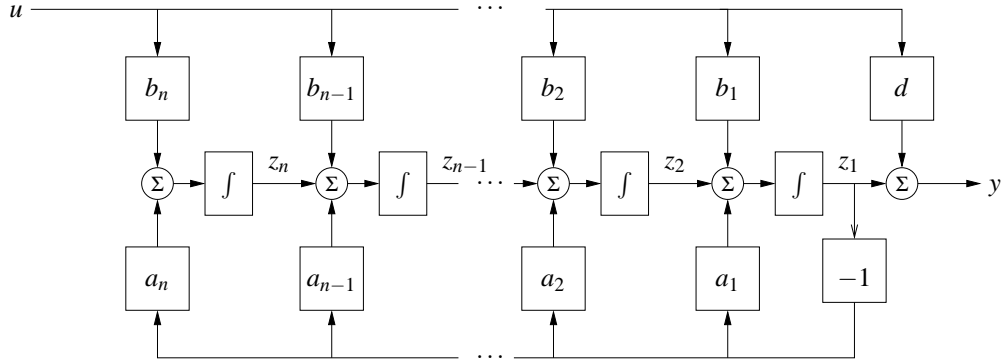 u ···
b_n b_{n−1} b_2 b_1 d
Σ ∫ z_n Σ ∫ z_{n−1} ··· Σ ∫ z_2 Σ ∫ z_1 Σ y
a_n a_{n−1} a_2 a_1 −1
···